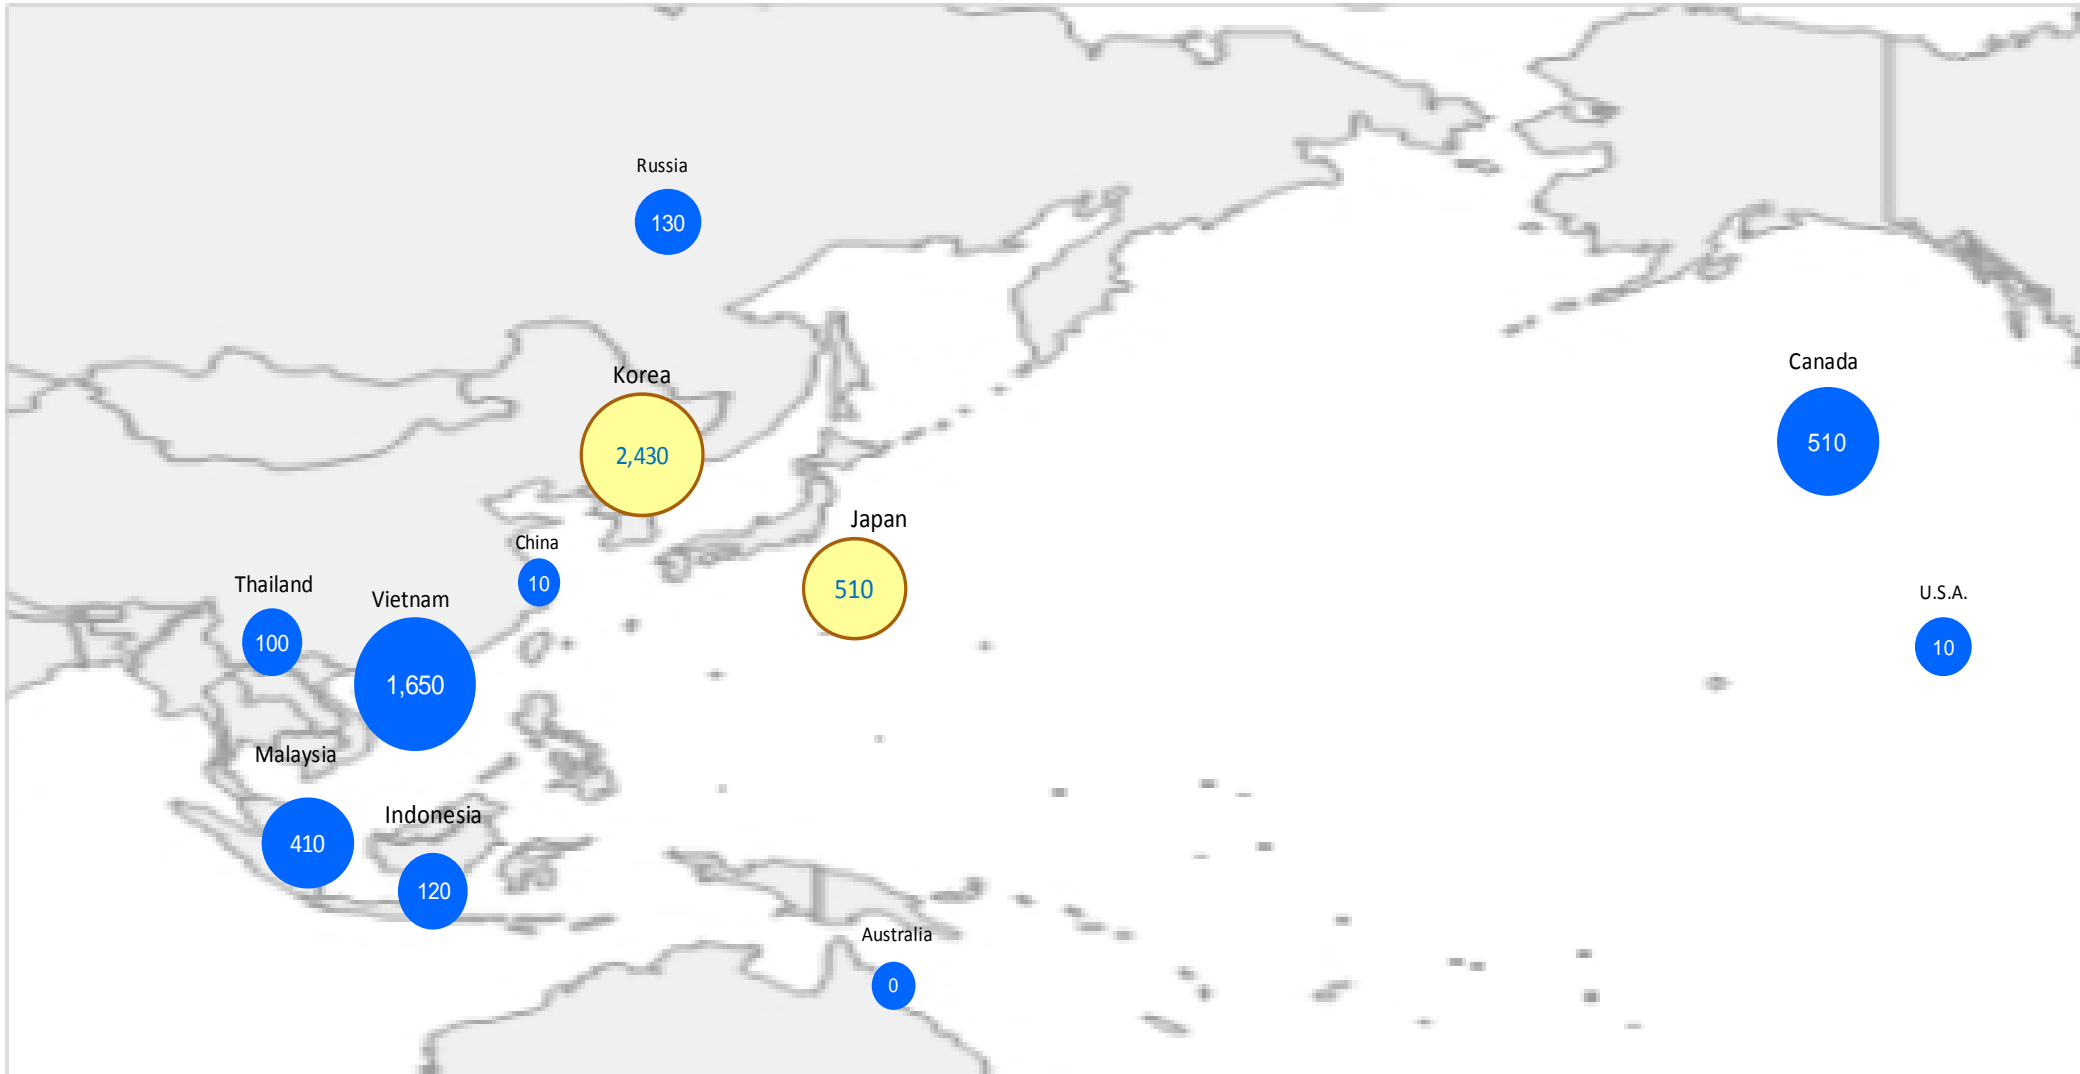 Russia
130
Korea
2,430
Canada
510
Japan
510
China
10
Thailand
100
Vietnam
1,650
U.S.A.
10
Malaysia
410
Indonesia
120
Australia
0